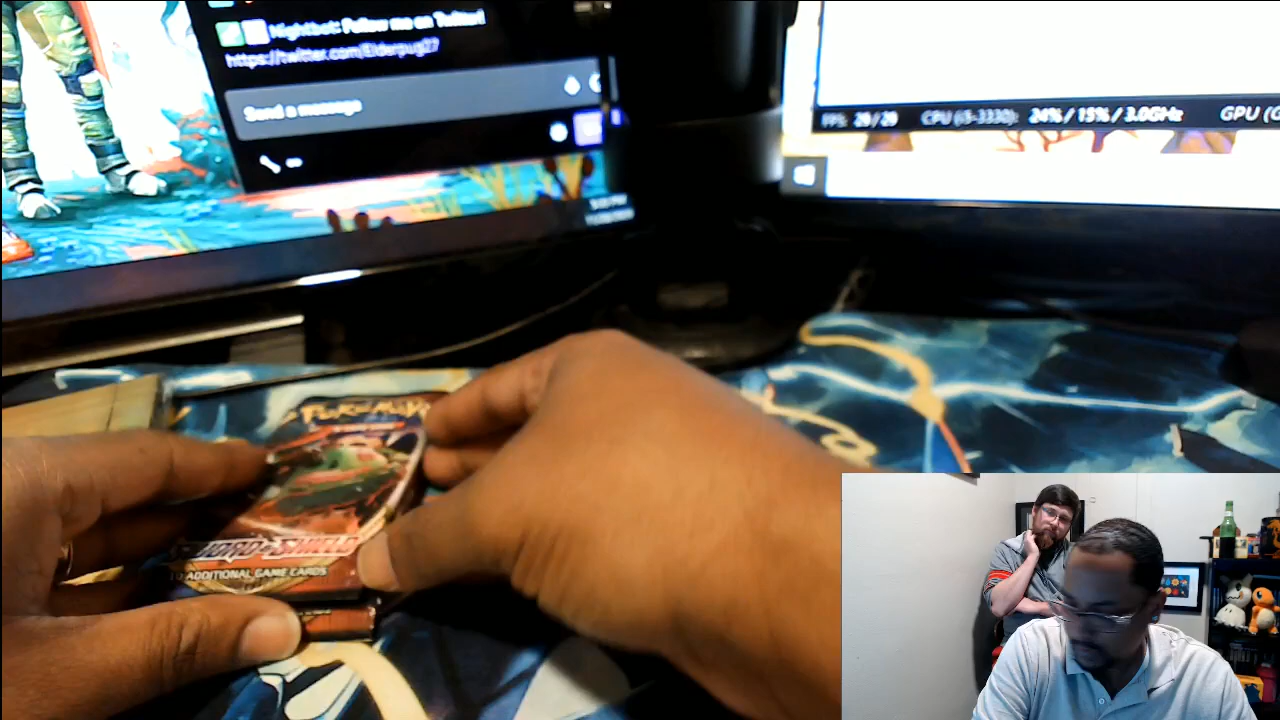 Nightbot: Follow me on Twitter!
https://twitter.com/Elderpug27
Send a message
FPS: 29 / 29 CPU (i5-3330): 24% / 15% / 3.0GHz GPU (G
POKÉMON
SWORD & SHIELD
10 ADDITIONAL GAME CARDS